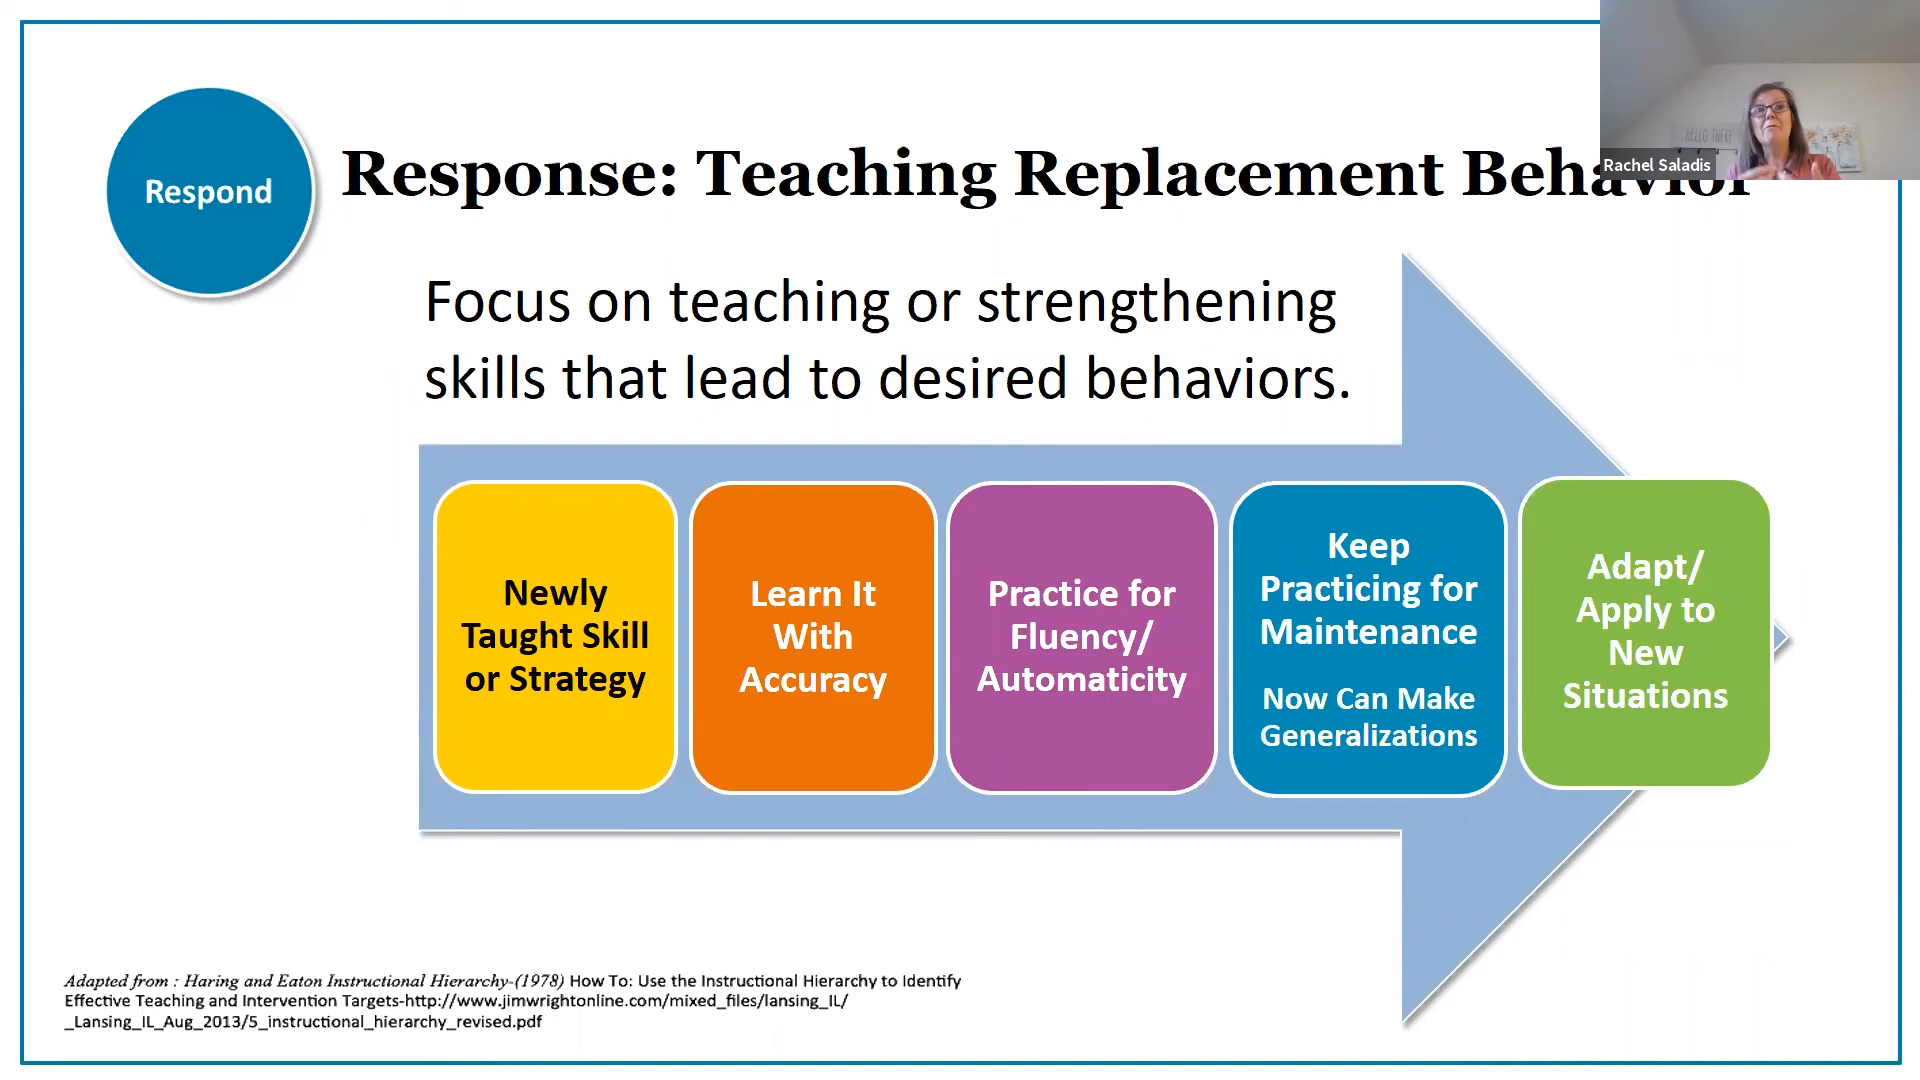 Respond
Response: Teaching Replacement Behavior
HELLO THERE
Rachel Saladis
Focus on teaching or strengthening
skills that lead to desired behaviors.
Newly
Taught Skill
or Strategy
Learn It
With
Accuracy
Practice for
Fluency/
Automaticity
Keep
Practicing for
Maintenance
Now Can Make
Generalizations
Adapt/
Apply to
New
Situations
Adapted from : Haring and Eaton Instructional Hierarchy-(1978) How To: Use the Instructional Hierarchy to Identify
Effective Teaching and Intervention Targets-http://www.jimwrightonline.com/mixed_files/lansing_IL/
_Lansing_IL_Aug_2013/5_instructional_hierarchy_revised.pdf